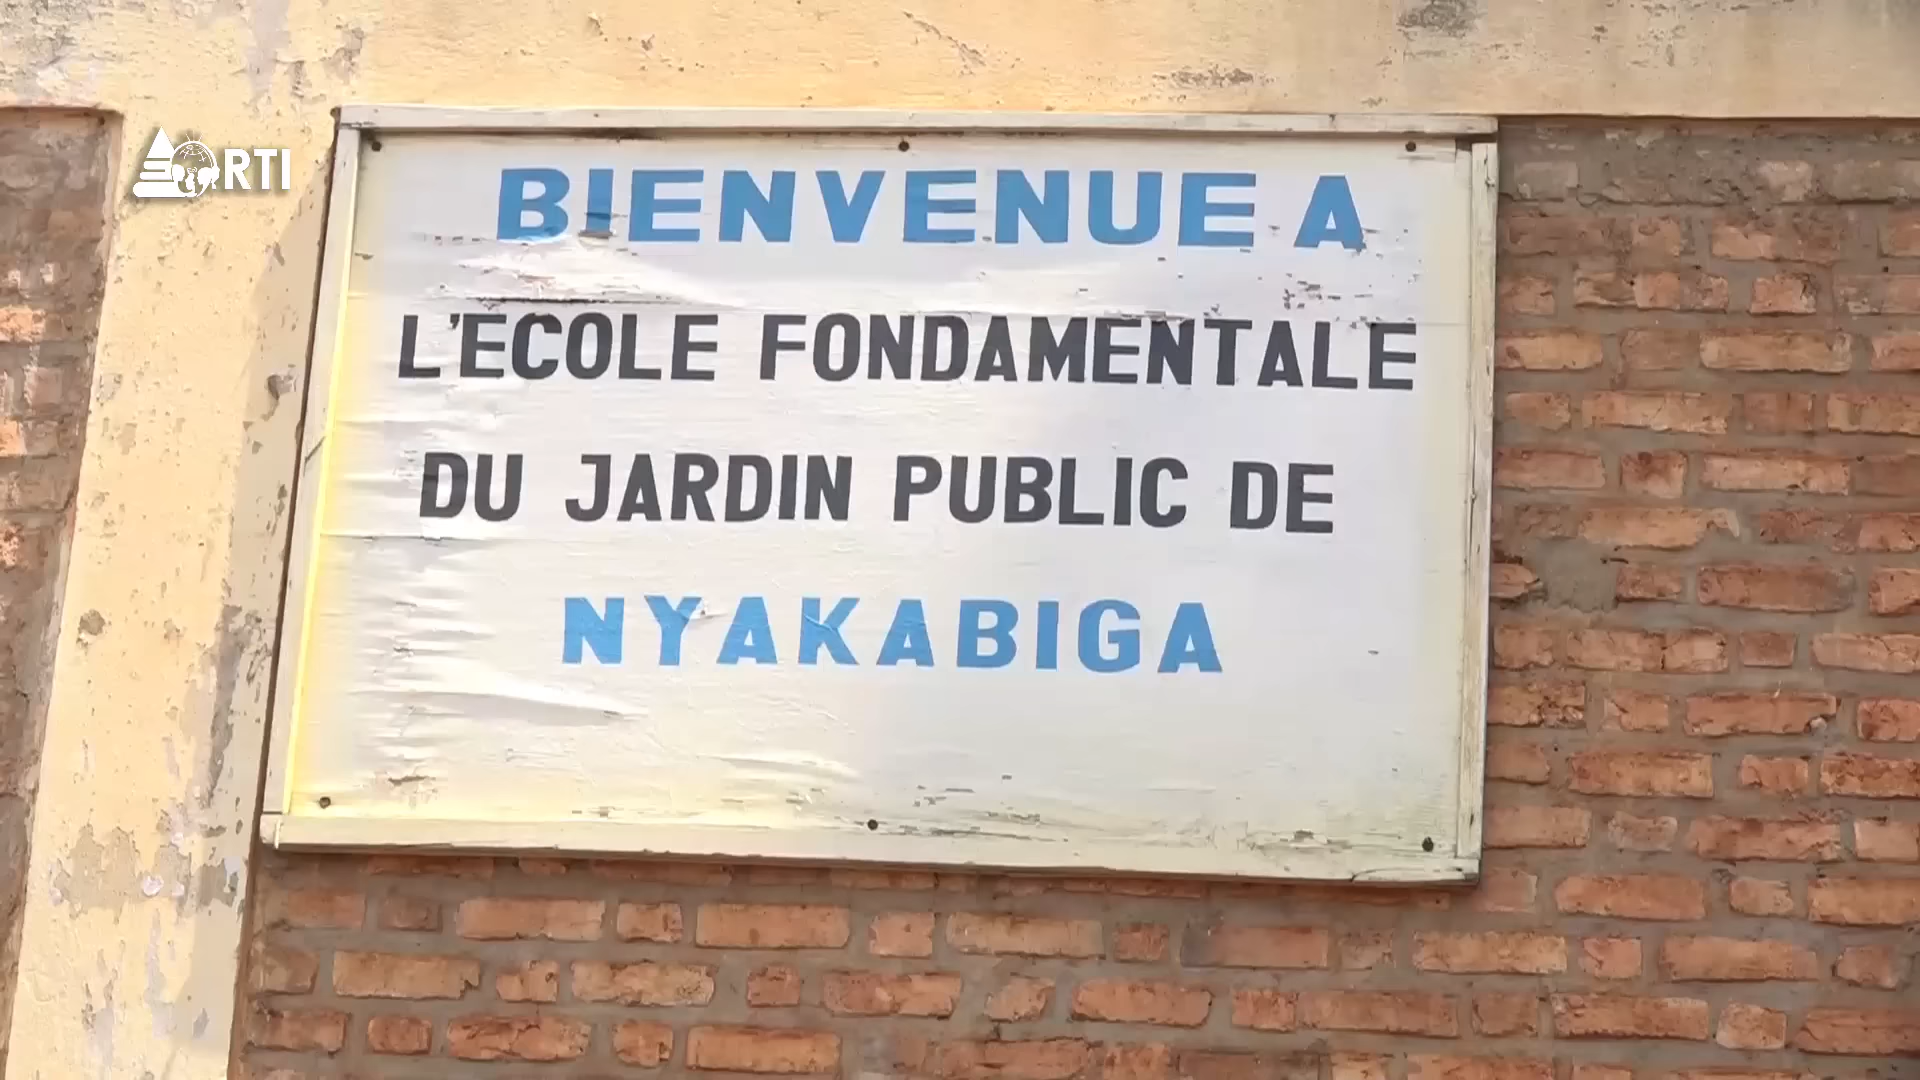 RTI
BIENVENUE A
L'ECOLE FONDAMENTALE
DU JARDIN PUBLIC DE
NYAKABIGA